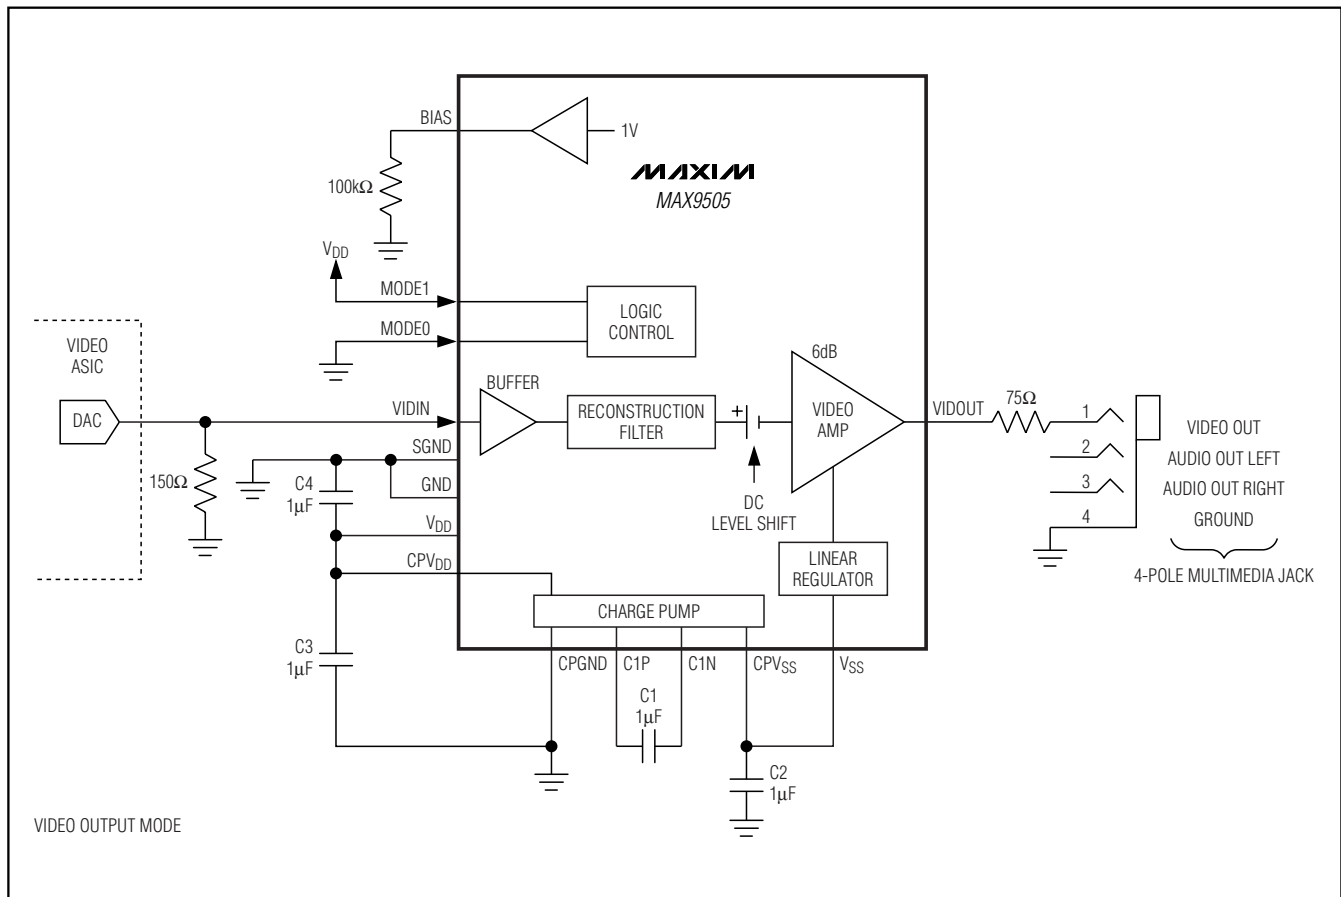 BIAS
1V
MAXIM
MAX9505
100kΩ
VDD
MODE1
MODE0
LOGIC
CONTROL
VIDEO
ASIC
DAC
150Ω
VIDIN
BUFFER
RECONSTRUCTION
FILTER
+
DC
LEVEL SHIFT
6dB
VIDEO
AMP
VIDOUT
75Ω
1
2
3
4
VIDEO OUT
AUDIO OUT LEFT
AUDIO OUT RIGHT
GROUND
4-POLE MULTIMEDIA JACK
SGND
GND
C4
1µF
VDD
CPVDD
LINEAR
REGULATOR
CHARGE PUMP
C3
1µF
CPGND
C1P
C1N
CPVSS
VSS
C1
1µF
C2
1µF
VIDEO OUTPUT MODE